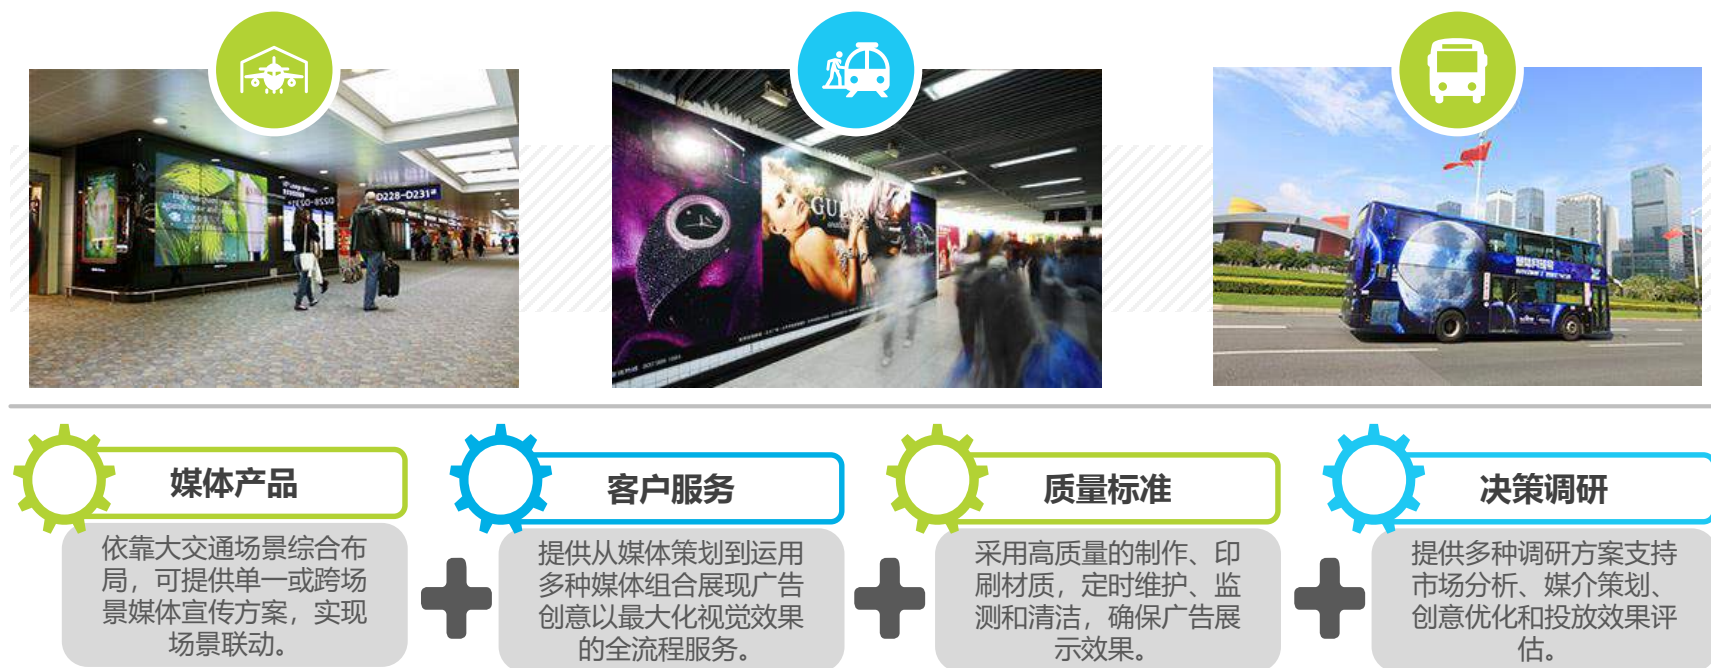 D228-D231
GUESS
媒体产品
依靠大交通场景综合布
局，可提供单一或跨场
景媒体宣传方案，实现
场景联动。
客户服务
提供从媒体策划到运用
多种媒体组合展现广告
创意以最大化视觉效果
的全流程服务。
质量标准
采用高质量的制作、印
刷材质，定时维护、监
测和清洁，确保广告展
示效果。
决策调研
提供多种调研方案支持
市场分析、媒介策划、
创意优化和投放效果评
估。